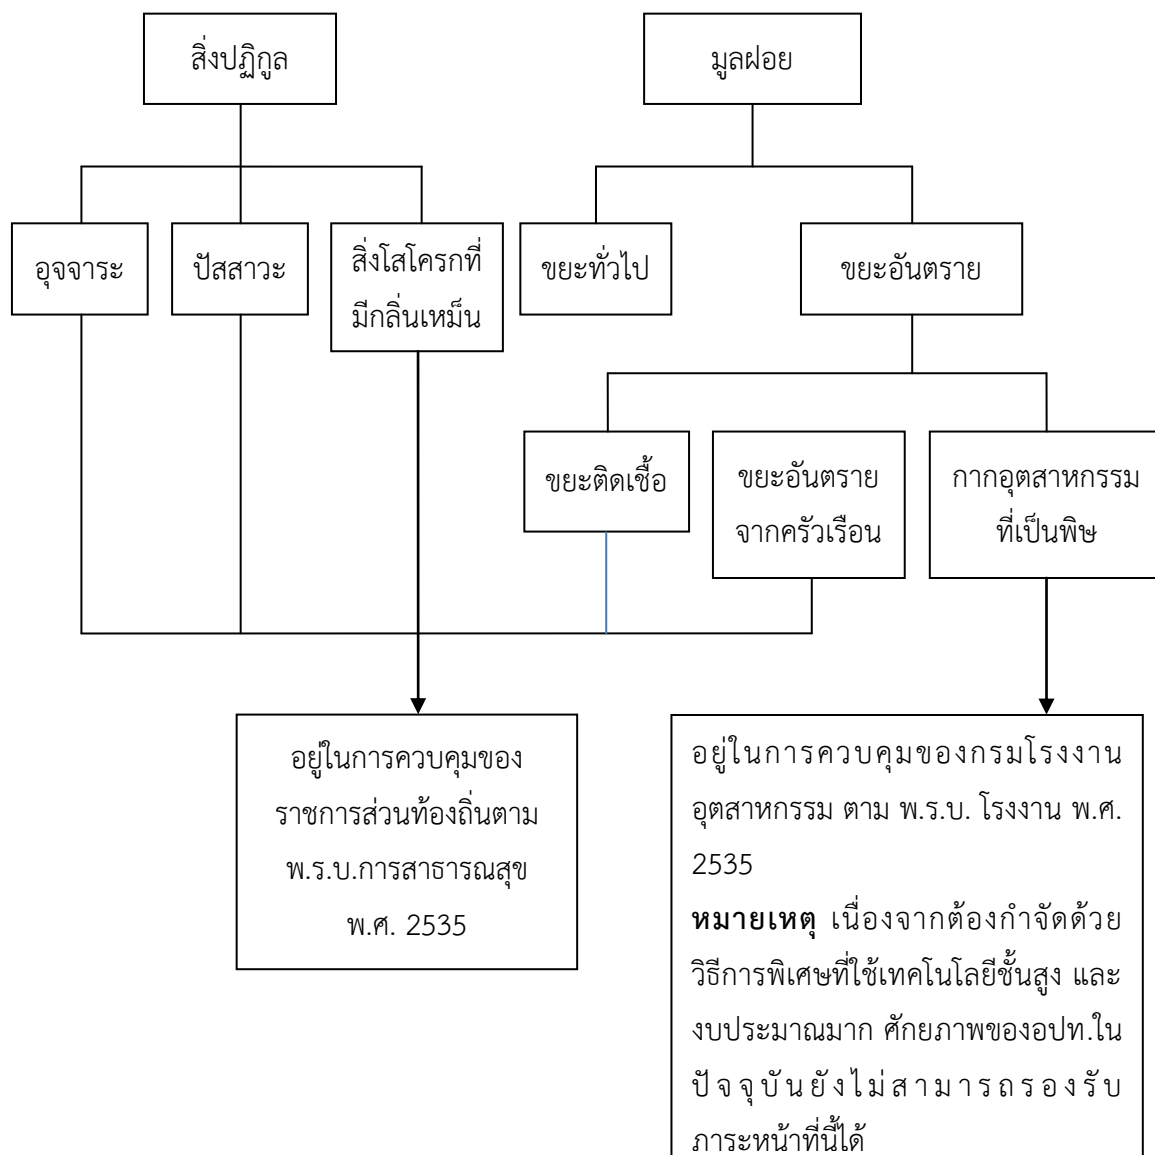 สิ่งปฏิกูล
มูลฝอย
อุจจาระ
ปัสสาวะ
สิ่งโสโครกที่
มีกลิ่นเหม็น
ขยะทั่วไป
ขยะอันตราย
ขยะติดเชื้อ
ขยะอันตราย
จากครัวเรือน
กากอุตสาหกรรม
ที่เป็นพิษ
อยู่ในการควบคุมของ
ราชการส่วนท้องถิ่นตาม
พ.ร.บ.การสาธารณสุข
พ.ศ. 2535
อยู่ในการควบคุมของกรมโรงงาน
อุตสาหกรรม ตาม พ.ร.บ. โรงงาน พ.ศ.
2535
หมายเหตุ เนื่องจากต้องกำจัดด้วย
วิธีการพิเศษที่ใช้เทคโนโลยีชั้นสูง และ
งบประมาณมาก ศักยภาพของอปท.ใน
ปัจจุบันยังไม่สามารถรองรับ
ภาระหน้าที่นี้ได้